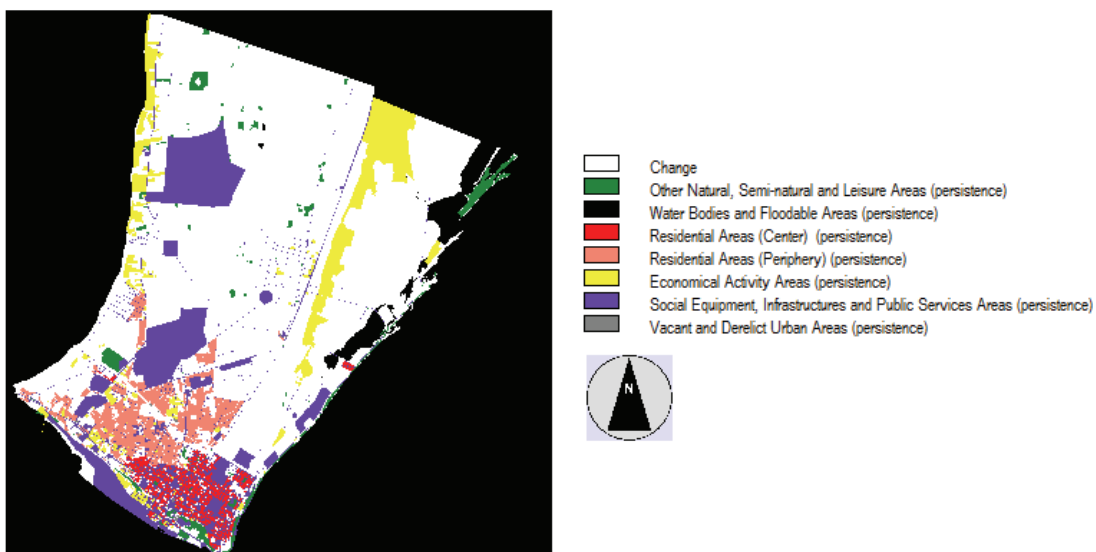 Change
Other Natural, Semi-natural and Leisure Areas (persistence)
Water Bodies and Floodable Areas (persistence)
Residential Areas (Center) (persistence)
Residential Areas (Periphery) (persistence)
Economical Activity Areas (persistence)
Social Equipment, Infrastructures and Public Services Areas (persistence)
Vacant and Derelict Urban Areas (persistence)
N